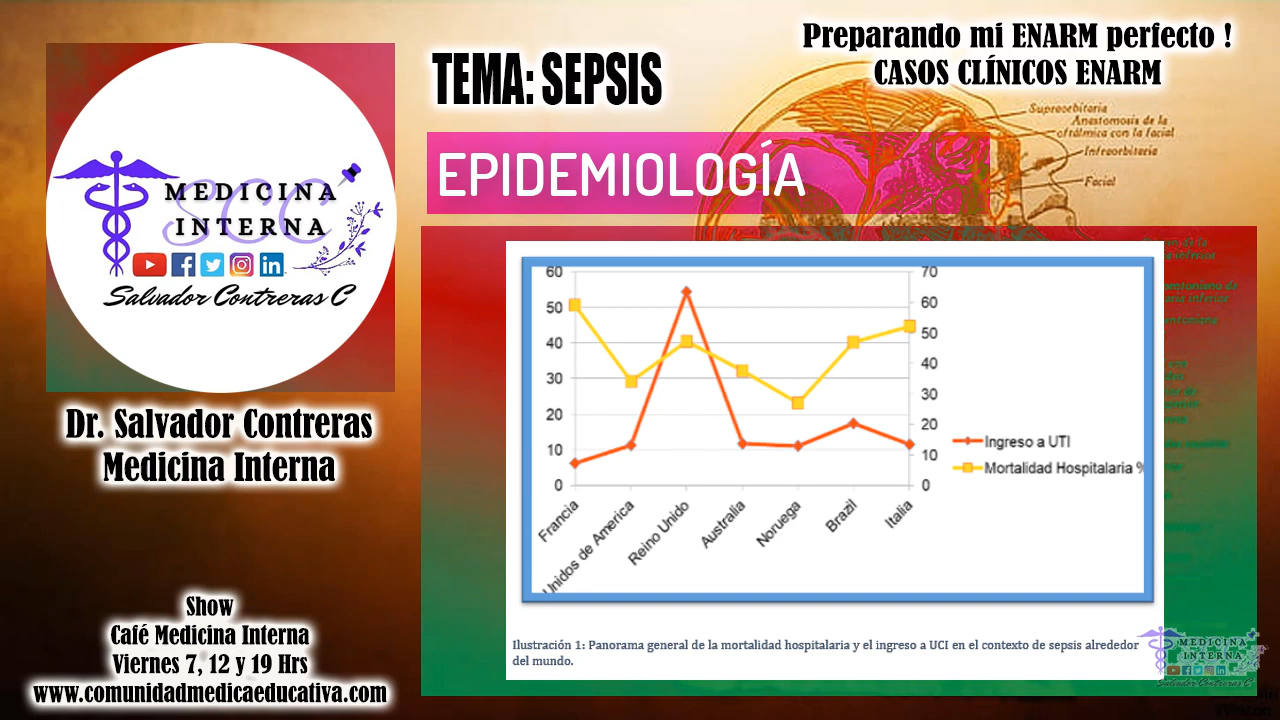 Preparando mi ENARM perfecto !
CASOS CLÍNICOS ENARM
TEMA: SEPSIS
EPIDEMIOLOGÍA
Supraorbitaria
Anastomosis de la
oftálmica con la facial
Infraorbitaria
Facial
SCC
MEDICINA
INTERNA
Salvador Contreras C
Dr. Salvador Contreras
Medicina Interna
Show
Café Medicina Interna
Viernes 7, 12 y 19 Hrs
www.comunidadmedicaeducativa.com
60
50
40
30
20
10
0
70
60
50
40
30
20
10
0
Francia
Unidos de America
Reino Unido
Australia
Noruega
Brazil
Italia
Ingreso a UTI
Mortalidad Hospitalaria %
Ilustración 1: Panorama general de la mortalidad hospitalaria y el ingreso a UCI en el contexto de sepsis alrededor
del mundo.
MEDICINA
INTERNA
Salvador Contreras C